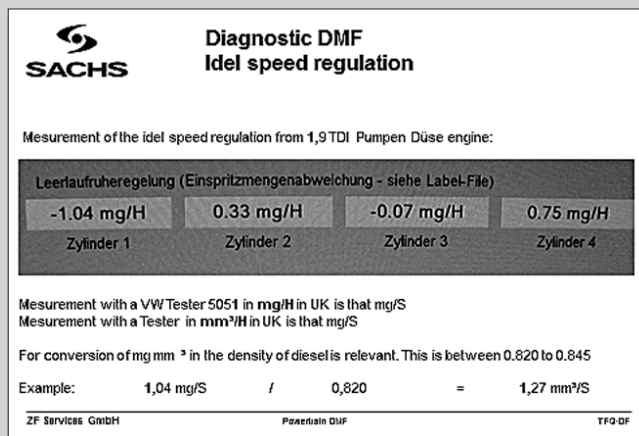 SACHS
Diagnostic DMF
Idel speed regulation
Mesurement of the idel speed regulation from 1,9 TDI Pumpen Düse engine:
Leerlaufruheregelung (Einspritzmengenabweichung - siehe Label-File)
-1.04 mg/H 0.33 mg/H -0.07 mg/H 0.75 mg/H
Zylinder 1 Zylinder 2 Zylinder 3 Zylinder 4
Mesurement with a VW Tester 5051 in mg/H in UK is that mg/S
Mesurement with a Tester in mm³/H in UK is that mg/S
For conversion of mg mm ³ in the density of diesel is relevant. This is between 0.820 to 0.845
Example: 1,04 mg/S / 0,820 = 1,27 mm³/S
ZF Services GmbH Powertrain DMF TFQ-DF